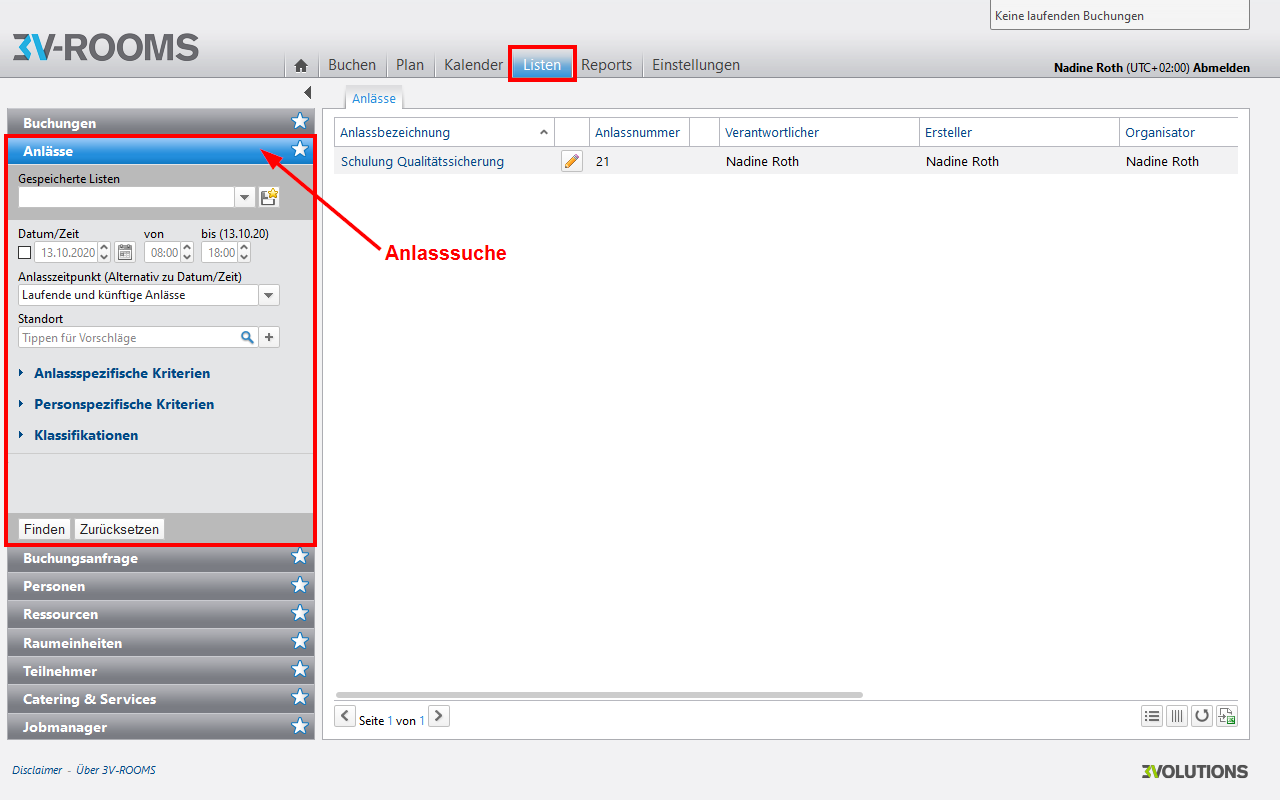 Keine laufenden Buchungen
3V-ROOMS
Buchen Plan Kalender Listen Reports Einstellungen
Nadine Roth (UTC+02:00) Abmelden
Buchungen
Anlässe
Gespeicherte Listen
Datum/Zeit von bis (13.10.20)
13.10.2020 08:00 18:00
Anlasszeitpunkt (Alternativ zu Datum/Zeit)
Laufende und künftige Anlässe
Standort
Tippen für Vorschläge
Anlassspezifische Kriterien
Personspezifische Kriterien
Klassifikationen
Finden Zurücksetzen
Buchungsanfrage
Personen
Ressourcen
Raumeinheiten
Teilnehmer
Catering & Services
Jobmanager
Anlässe
Anlassbezeichnung Anlassnummer Verantwortlicher Ersteller Organisator
Schulung Qualitätssicherung 21 Nadine Roth Nadine Roth Nadine Roth
Anlasssuche
Seite 1 von 1
Disclaimer - Über 3V-ROOMS
3VOLUTIONS